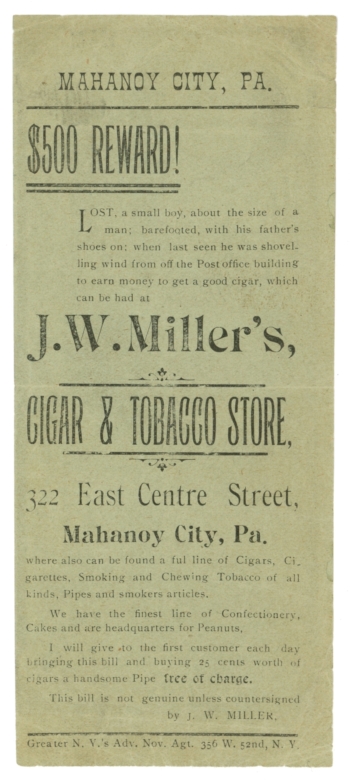 MAHANOY CITY, PA.
$500 REWARD!
LOST, a small boy, about the size of a
man; barefooted, with his father's
shoes on; when last seen he was shovel-
ling wind from off the Post office building
to earn money to get a good cigar, which
can be had at
J. W. Miller's,
CIGAR & TOBACCO STORE,
322 East Centre Street,
Mahanoy City, Pa.
where also can be found a ful line of Cigars, Ci-
garettes, Smoking and Chewing Tobacco of all
kinds, Pipes and smokers articles.
We have the finest line of Confectionery,
Cakes and are headquarters for Peanuts,
I will give to the first customer each day
bringing this bill and buying 25 cents worth of
cigars a handsome Pipe free of charge.
This bill is not genuine unless countersigned
by J. W. MILLER.
Greater N. Y.'s Adv. Nov. Agt. 356 W. 52nd, N. Y.